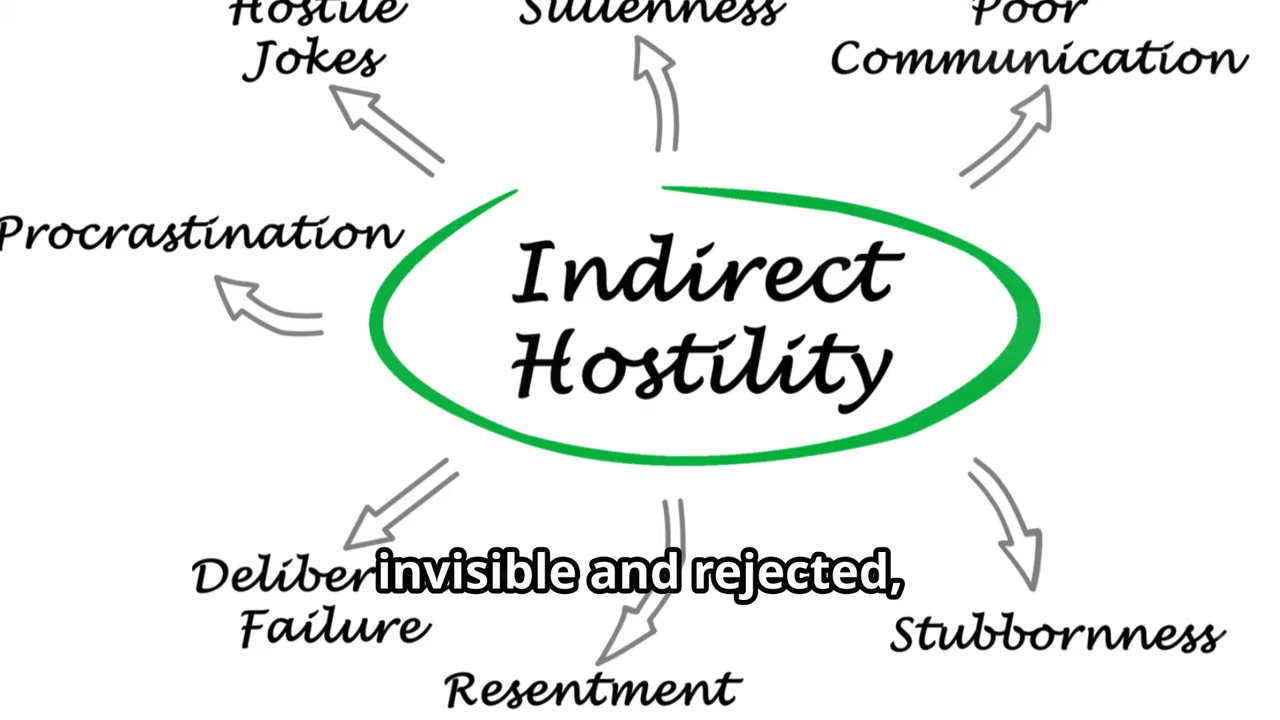 Hostile
Jokes
Sullenness
Poor
Communication
Procrastination
Indirect
Hostility
Deliber
Failure
invisible and rejected,
Resentment
Stubbornness